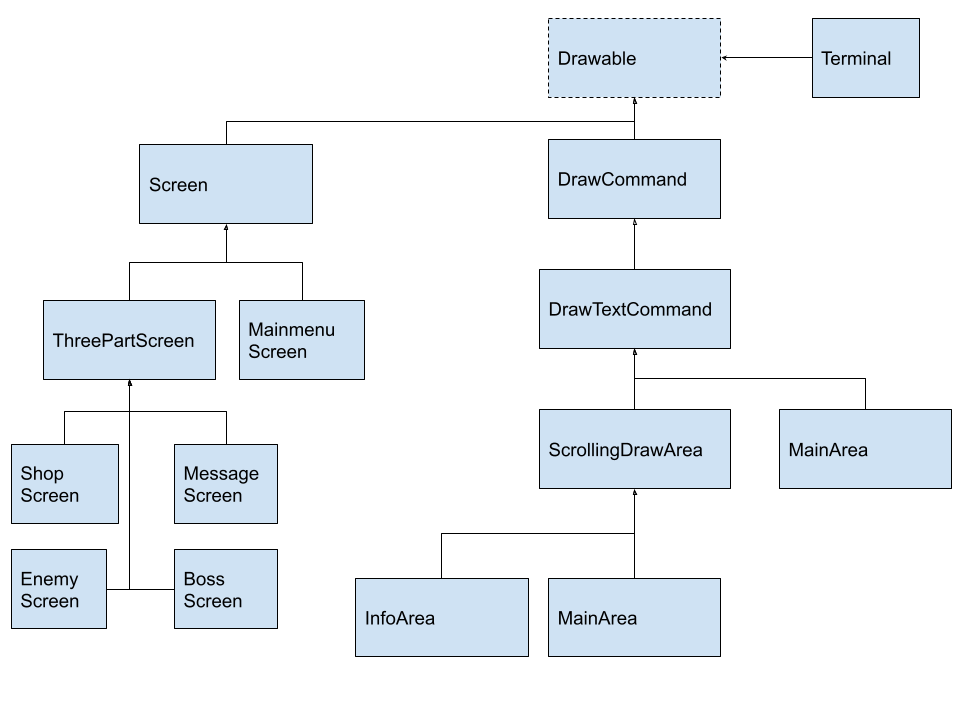 Drawable
Terminal
Screen
DrawCommand
ThreePartScreen
Mainmenu
Screen
DrawTextCommand
Shop
Screen
Message
Screen
ScrollingDrawArea
MainArea
Enemy
Screen
Boss
Screen
InfoArea
MainArea